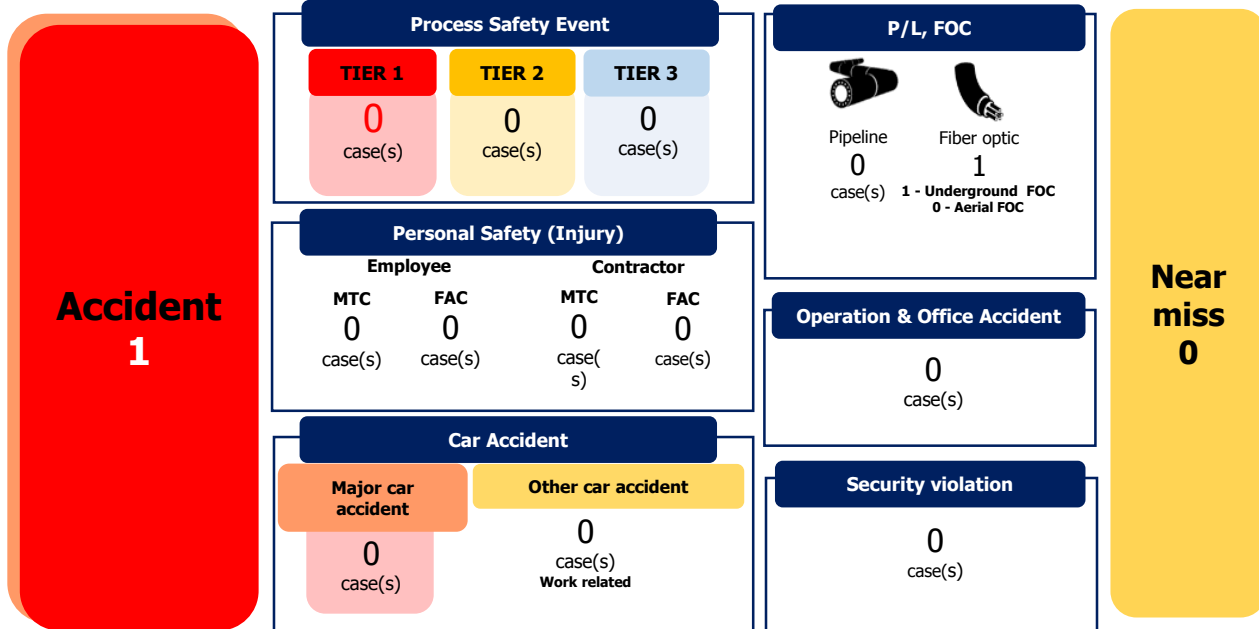 Accident
1
Process Safety Event
TIER 1
TIER 2
TIER 3
0
case(s)
0
case(s)
0
case(s)
Personal Safety (Injury)
Employee
Contractor
MTC
0
case(s)
FAC
0
case(s)
MTC
0
case(
s)
FAC
0
case(s)
Car Accident
Major car
accident
0
case(s)
Other car accident
0
case(s)
Work related
P/L, FOC
Pipeline
0
case(s)
Fiber optic
1
1 - Underground FOC
0 - Aerial FOC
Operation & Office Accident
0
case(s)
Security violation
0
case(s)
Near
miss
0